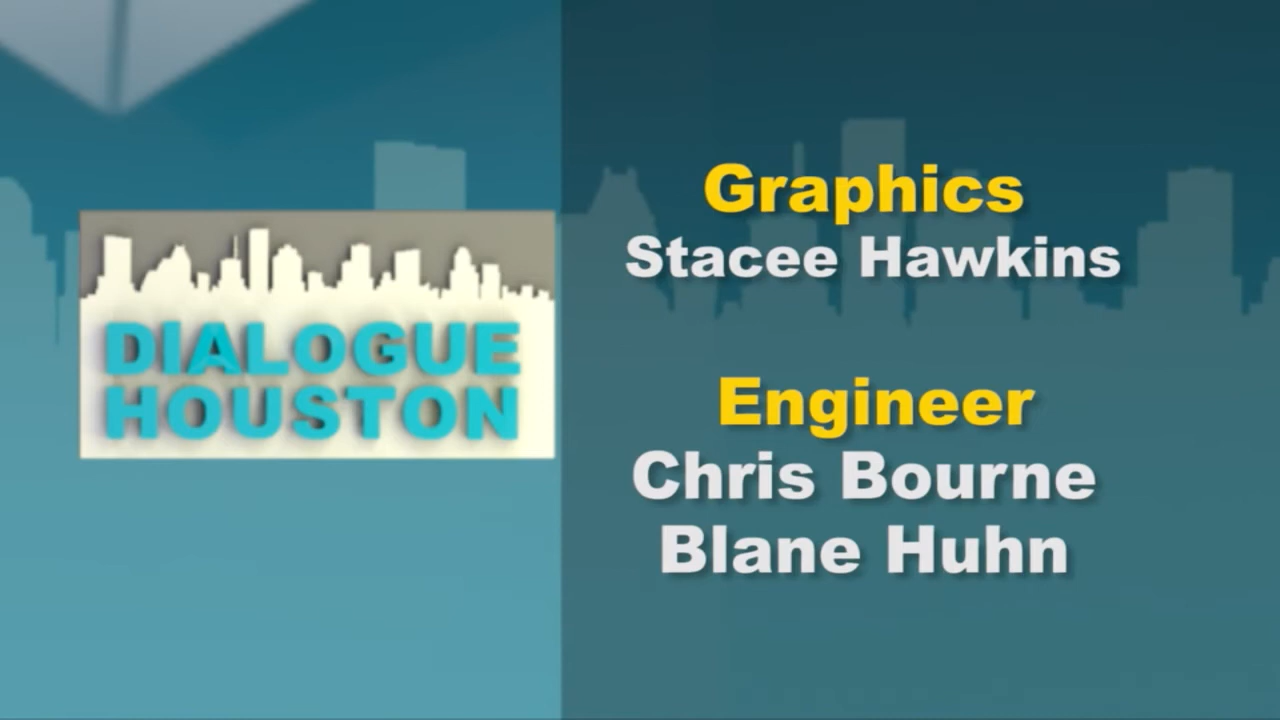 DIALOGUE
HOUSTON
Graphics
Stacee Hawkins
Engineer
Chris Bourne
Blane Huhn